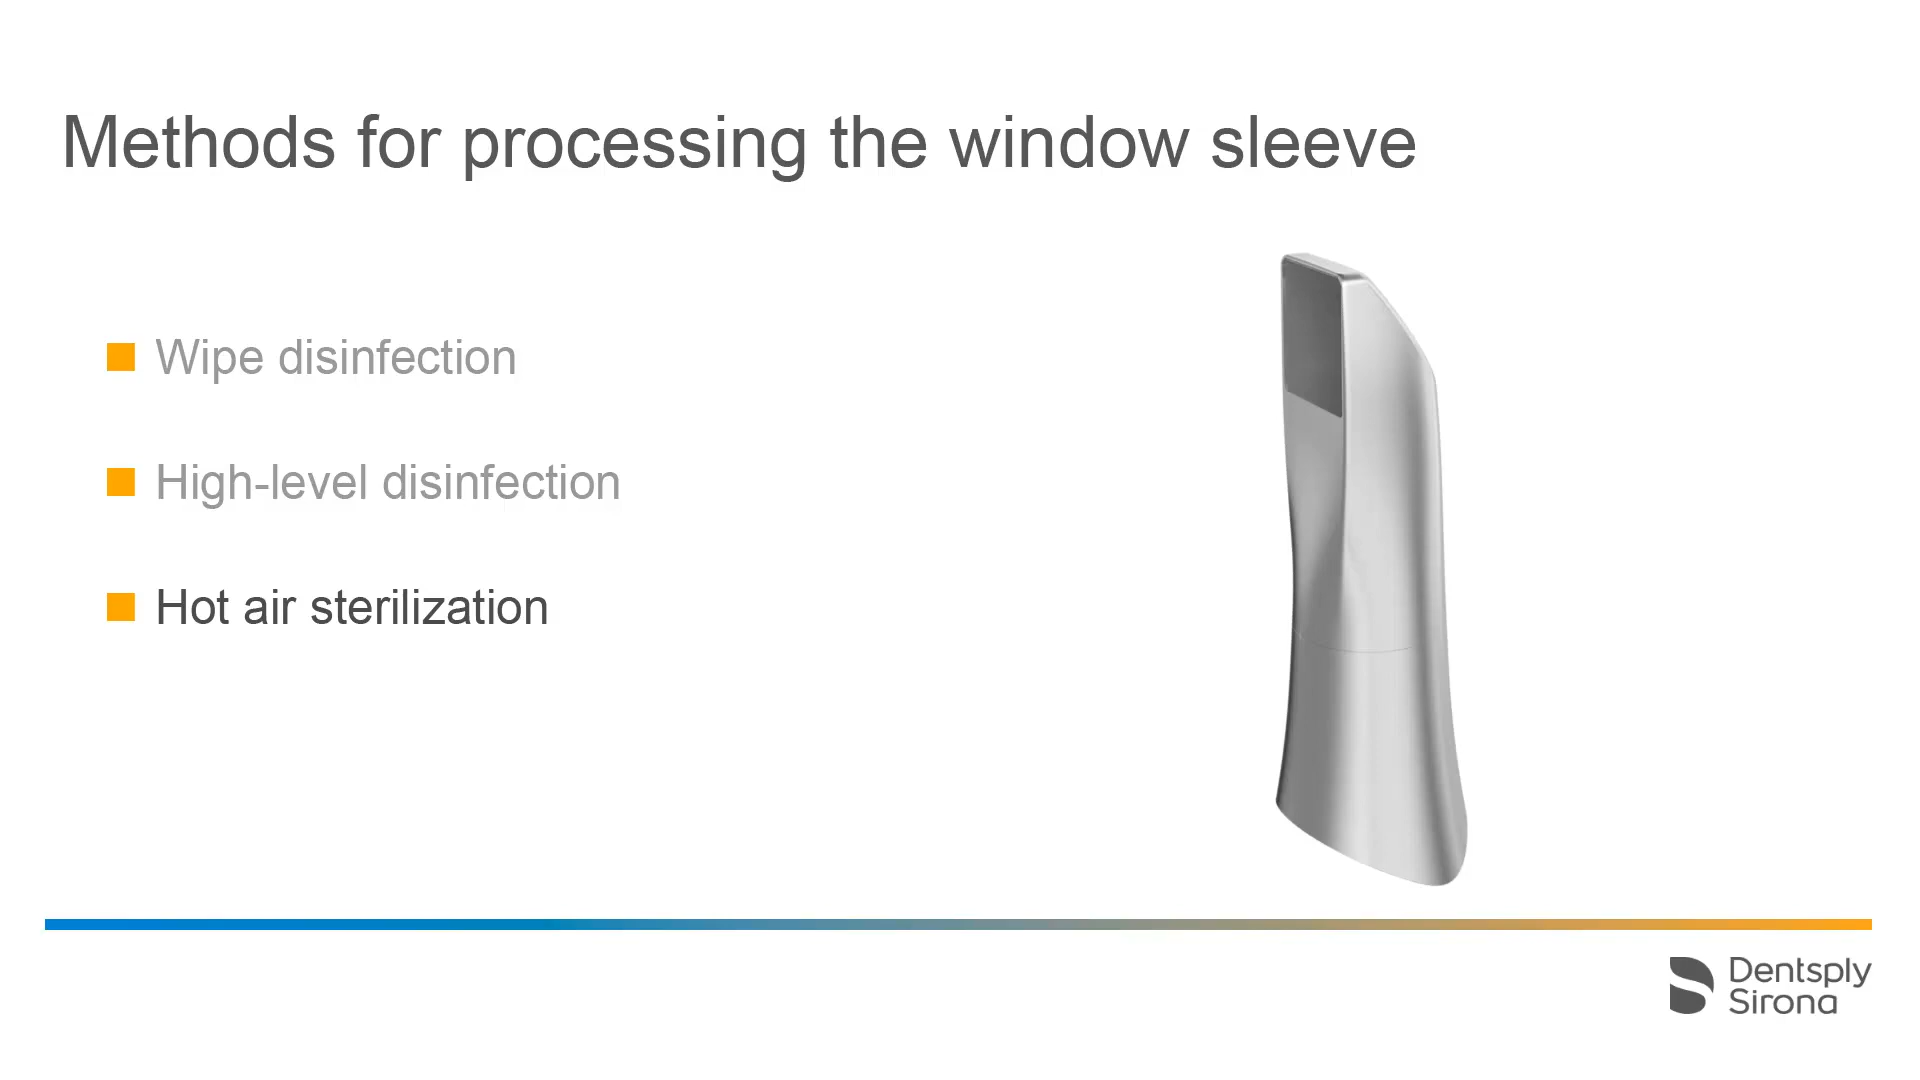 Methods for processing the window sleeve
Wipe disinfection
High-level disinfection
Hot air sterilization
Dentsply
Sirona